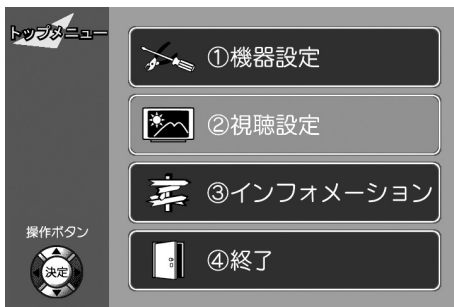 トップメニュー
①機器設定
②視聴設定
③インフォメーション
④終了
操作ボタン
決定